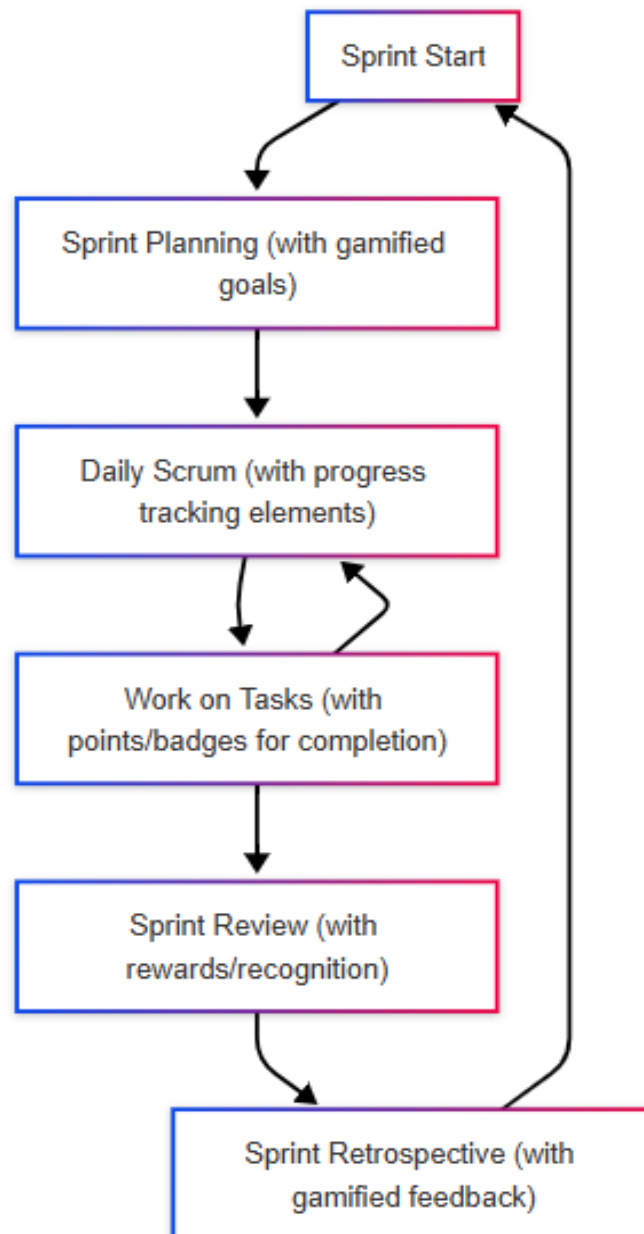 Sprint Start
Sprint Planning (with gamified
goals)
Daily Scrum (with progress
tracking elements)
Work on Tasks (with
points/badges for completion)
Sprint Review (with
rewards/recognition)
Sprint Retrospective (with
gamified feedback)